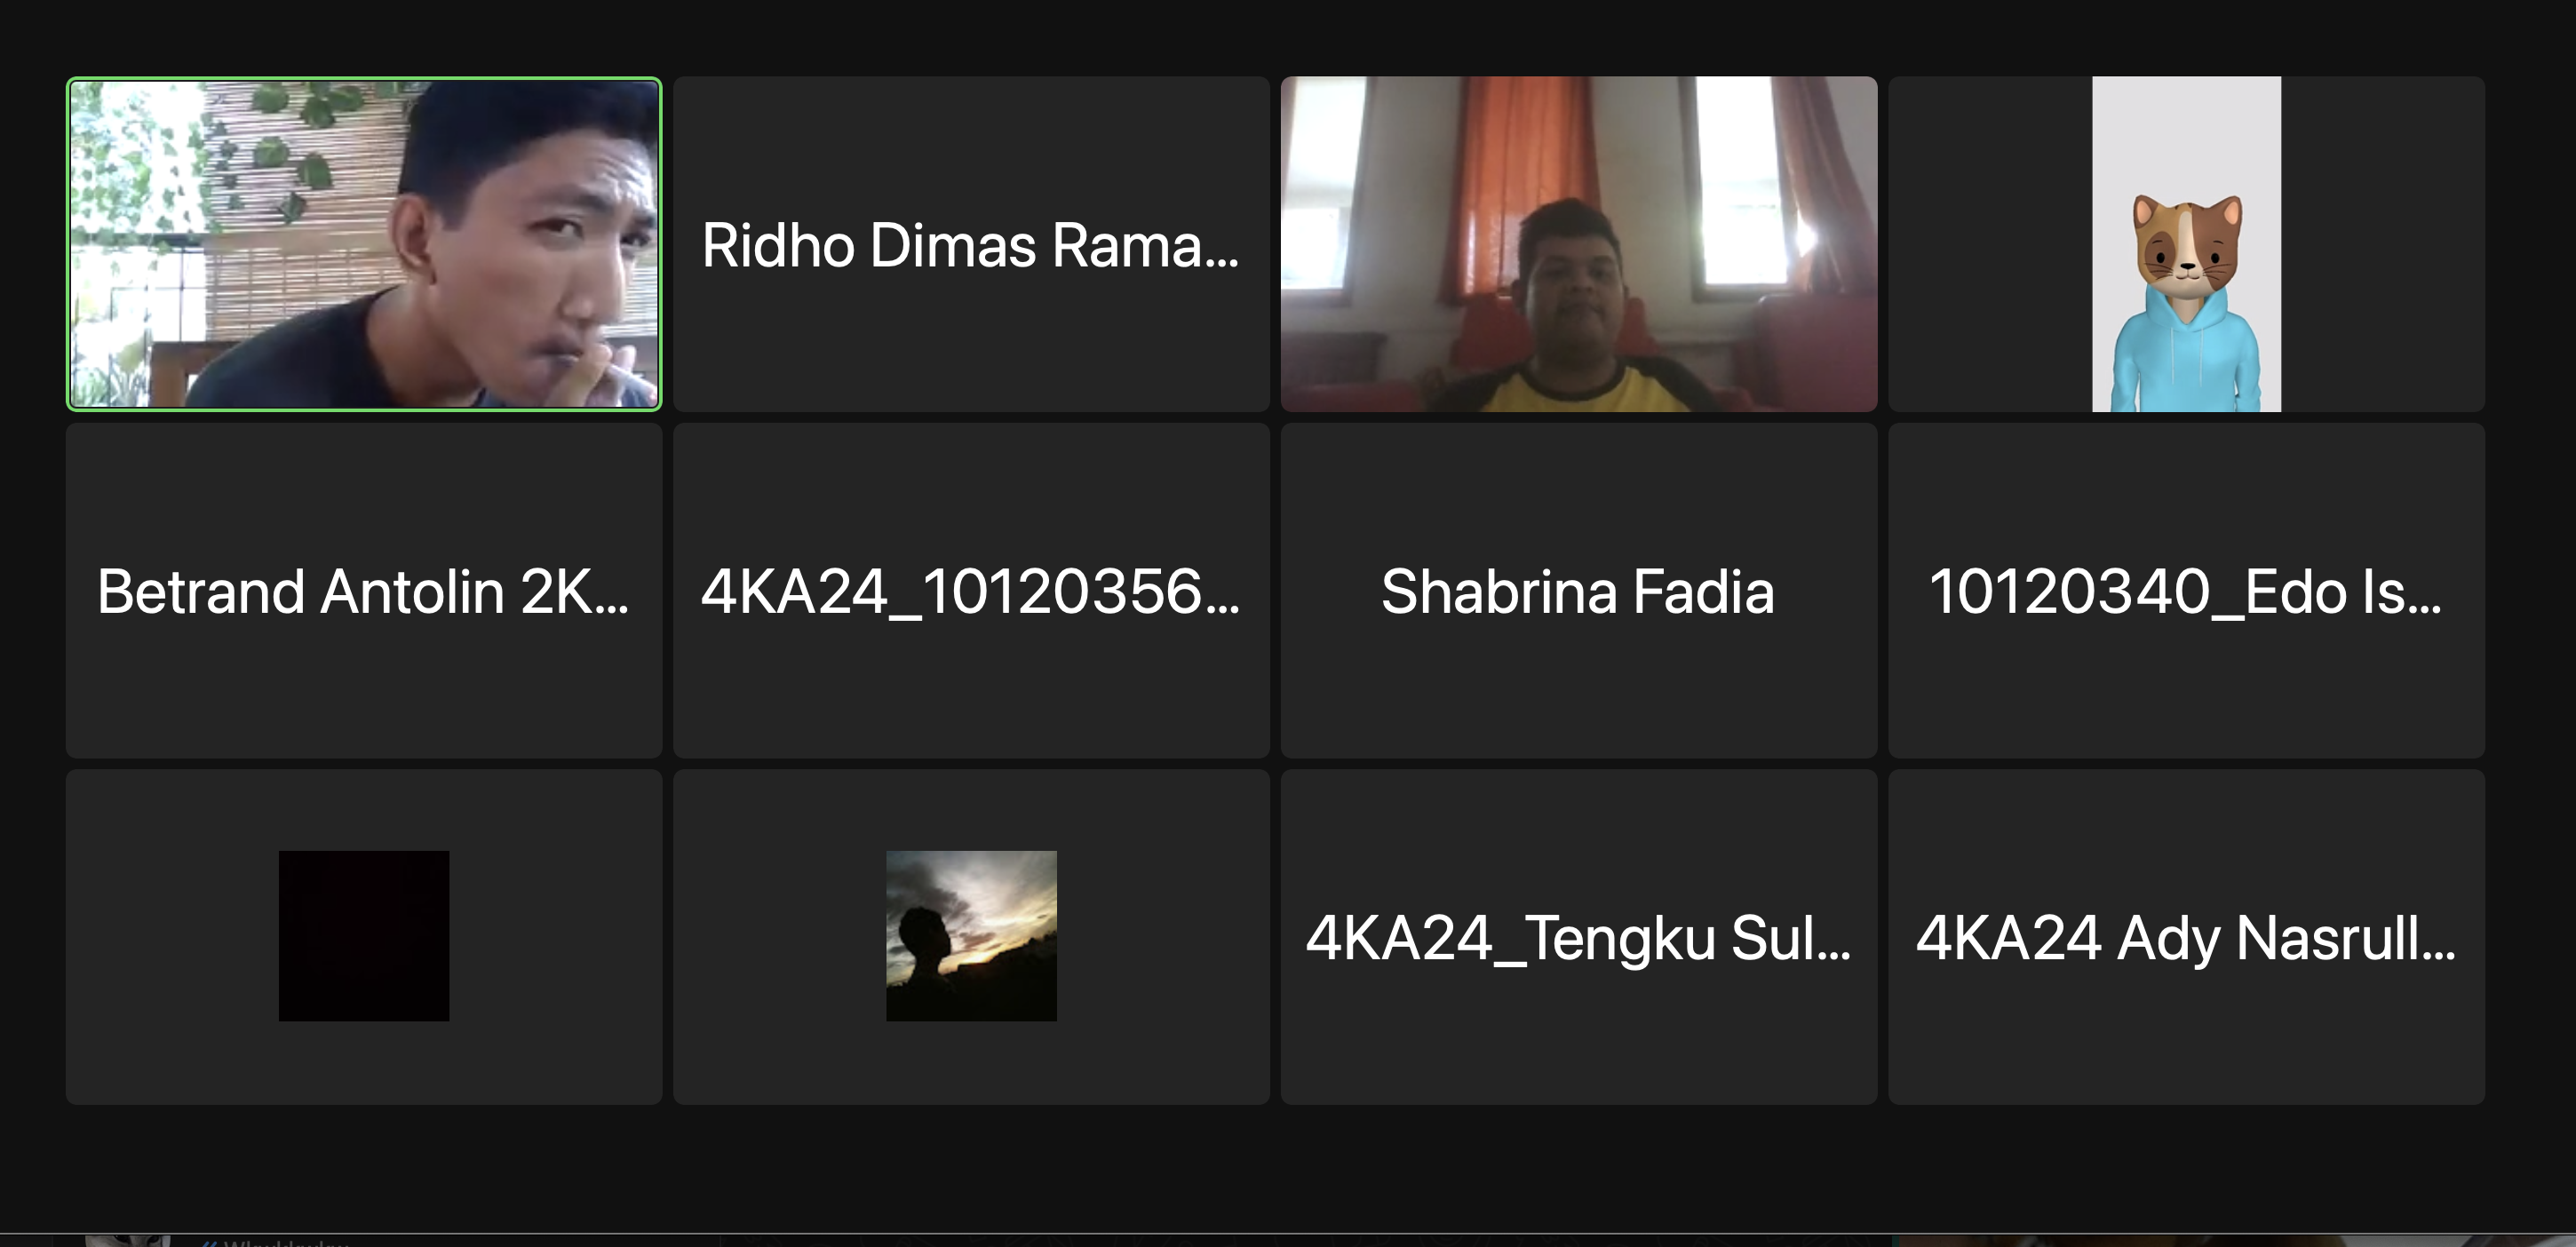 Ridho Dimas Rama...
Betrand Antolin 2K...
4KA24_10120356...
Shabrina Fadia
10120340_Edo Is...
4KA24_Tengku Sul...
4KA24 Ady Nasrull...